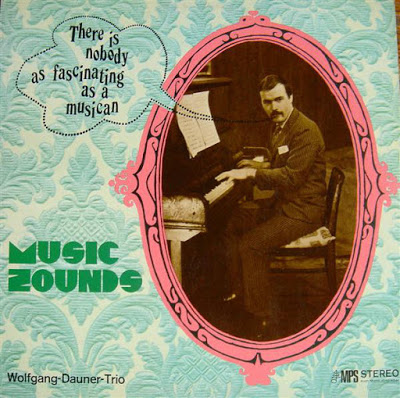 There is
nobody
as fascinating
as a
musican
MUSIC
ZOUNDS
Wolfgang-Dauner-Trio
MPS STEREO